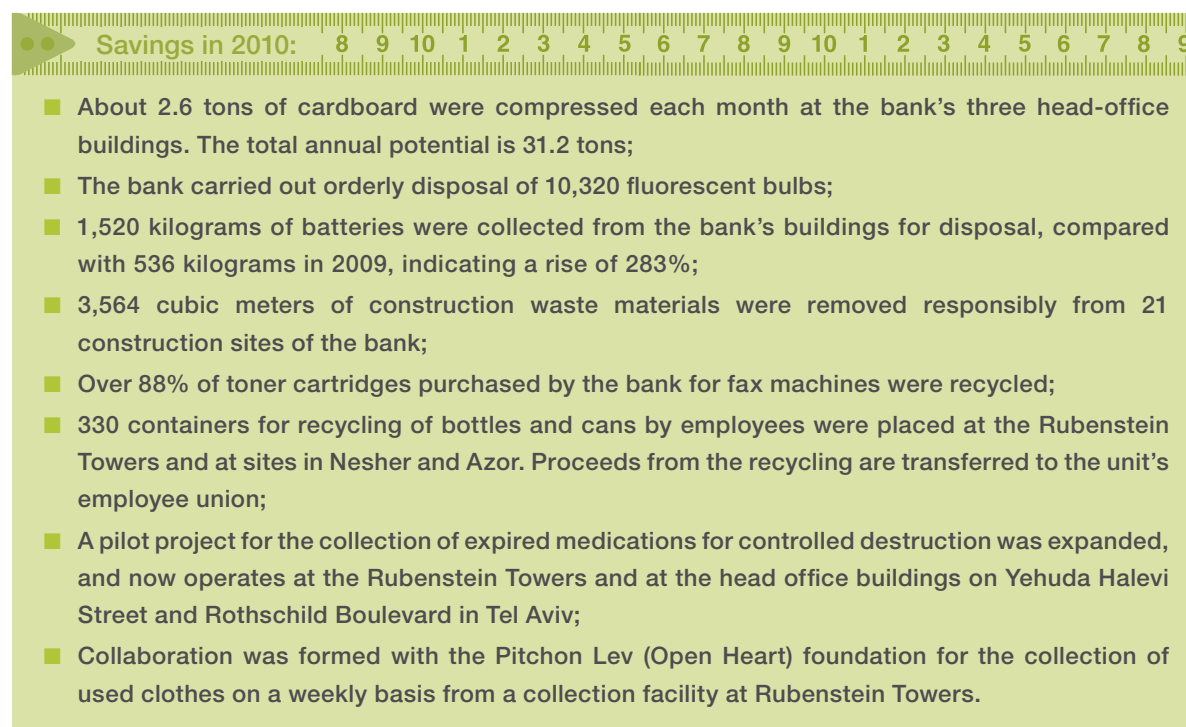 Savings in 2010: 8 9 10 1 2 3 4 5 6 7 8 9 10 1 2 3 4 5 6 7 8 9
■ About 2.6 tons of cardboard were compressed each month at the bank's three head-office
buildings. The total annual potential is 31.2 tons;
■ The bank carried out orderly disposal of 10,320 fluorescent bulbs;
■ 1,520 kilograms of batteries were collected from the bank's buildings for disposal, compared
with 536 kilograms in 2009, indicating a rise of 283%;
■ 3,564 cubic meters of construction waste materials were removed responsibly from 21
construction sites of the bank;
■ Over 88% of toner cartridges purchased by the bank for fax machines were recycled;
■ 330 containers for recycling of bottles and cans by employees were placed at the Rubenstein
Towers and at sites in Nesher and Azor. Proceeds from the recycling are transferred to the unit's
employee union;
■ A pilot project for the collection of expired medications for controlled destruction was expanded,
and now operates at the Rubenstein Towers and at the head office buildings on Yehuda Halevi
Street and Rothschild Boulevard in Tel Aviv;
■ Collaboration was formed with the Pitchon Lev (Open Heart) foundation for the collection of
used clothes on a weekly basis from a collection facility at Rubenstein Towers.